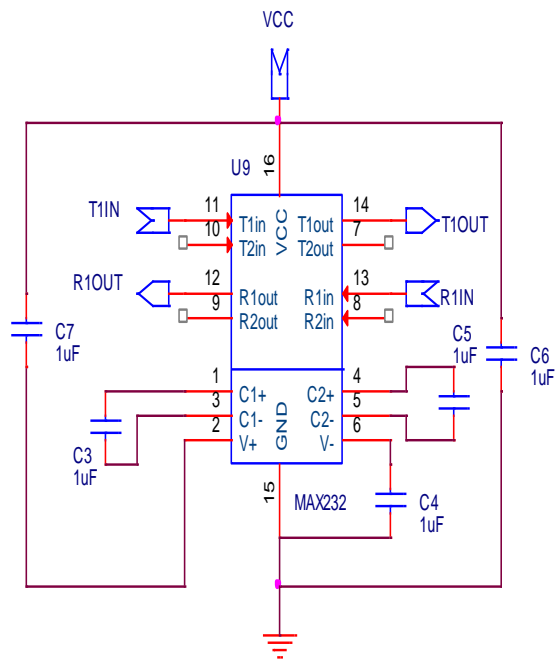 VCC
U9
16
T1IN
11
T1in
VCC
T1out
14
T1OUT
10
T2in
T2out
7
R1OUT
12
R1out
R1in
13
R1IN
9
R2out
R2in
8
C7
1uF
C5
1uF
C6
1uF
1
C1+
C2+
4
3
C1-
GND
C2-
5
2
V+
V-
6
C3
1uF
15
MAX232
C4
1uF